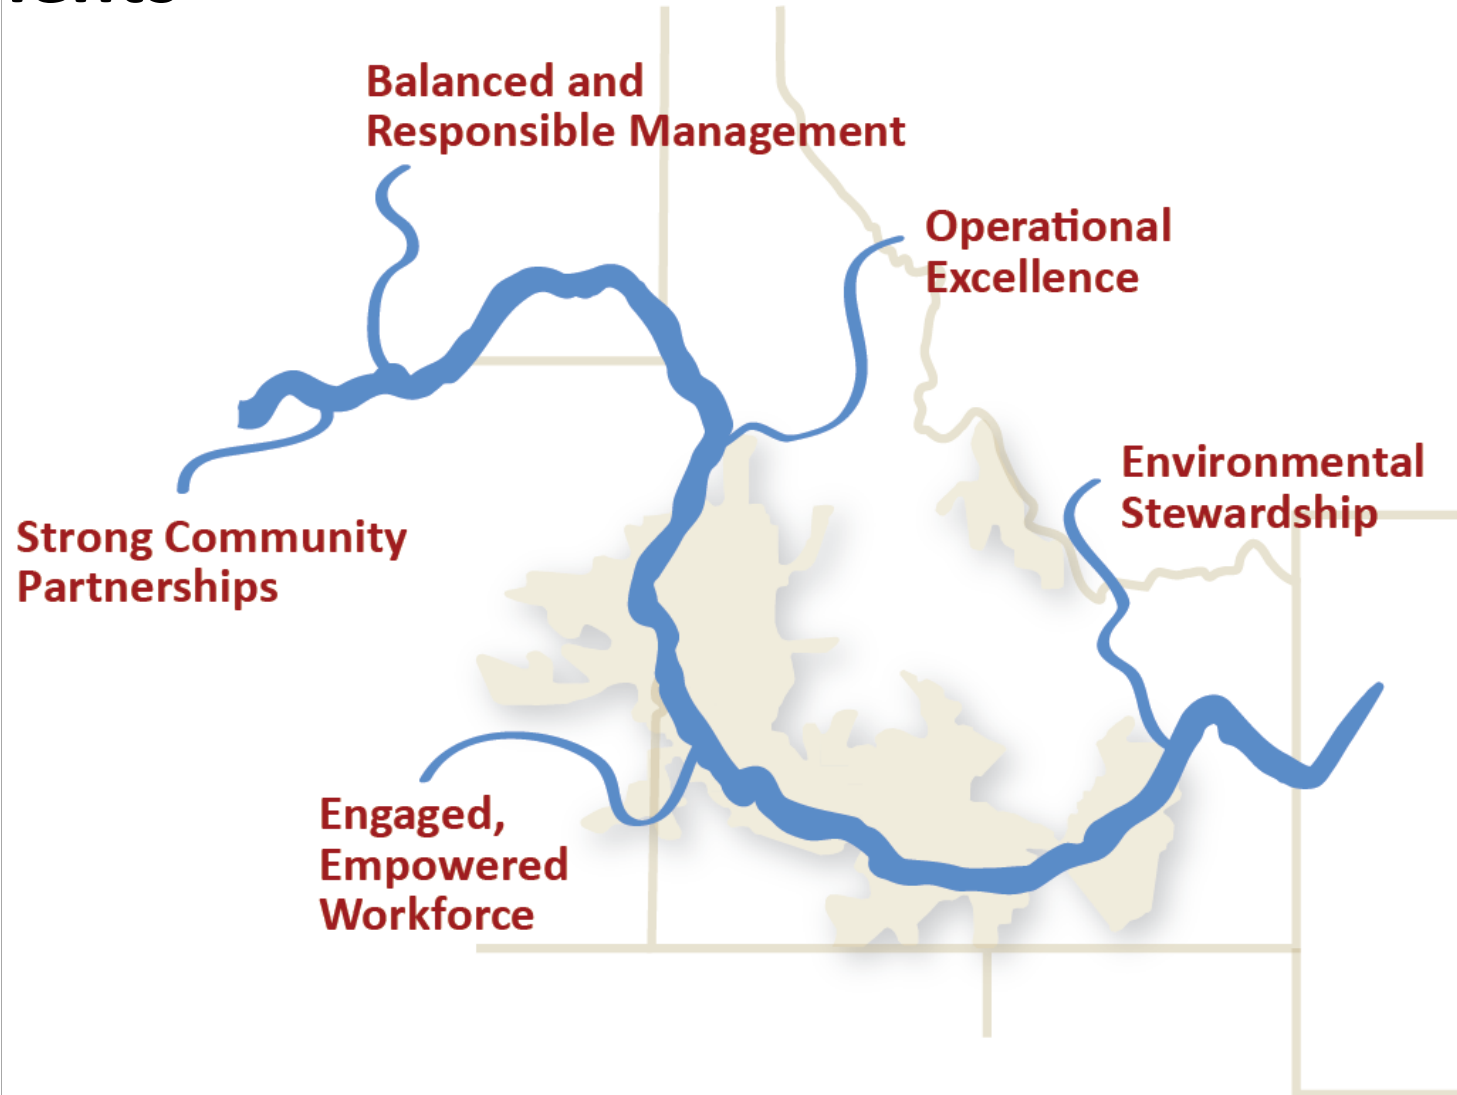 Balanced and
Responsible Management
Operational
Excellence
Environmental
Stewardship
Strong Community
Partnerships
Engaged,
Empowered
Workforce